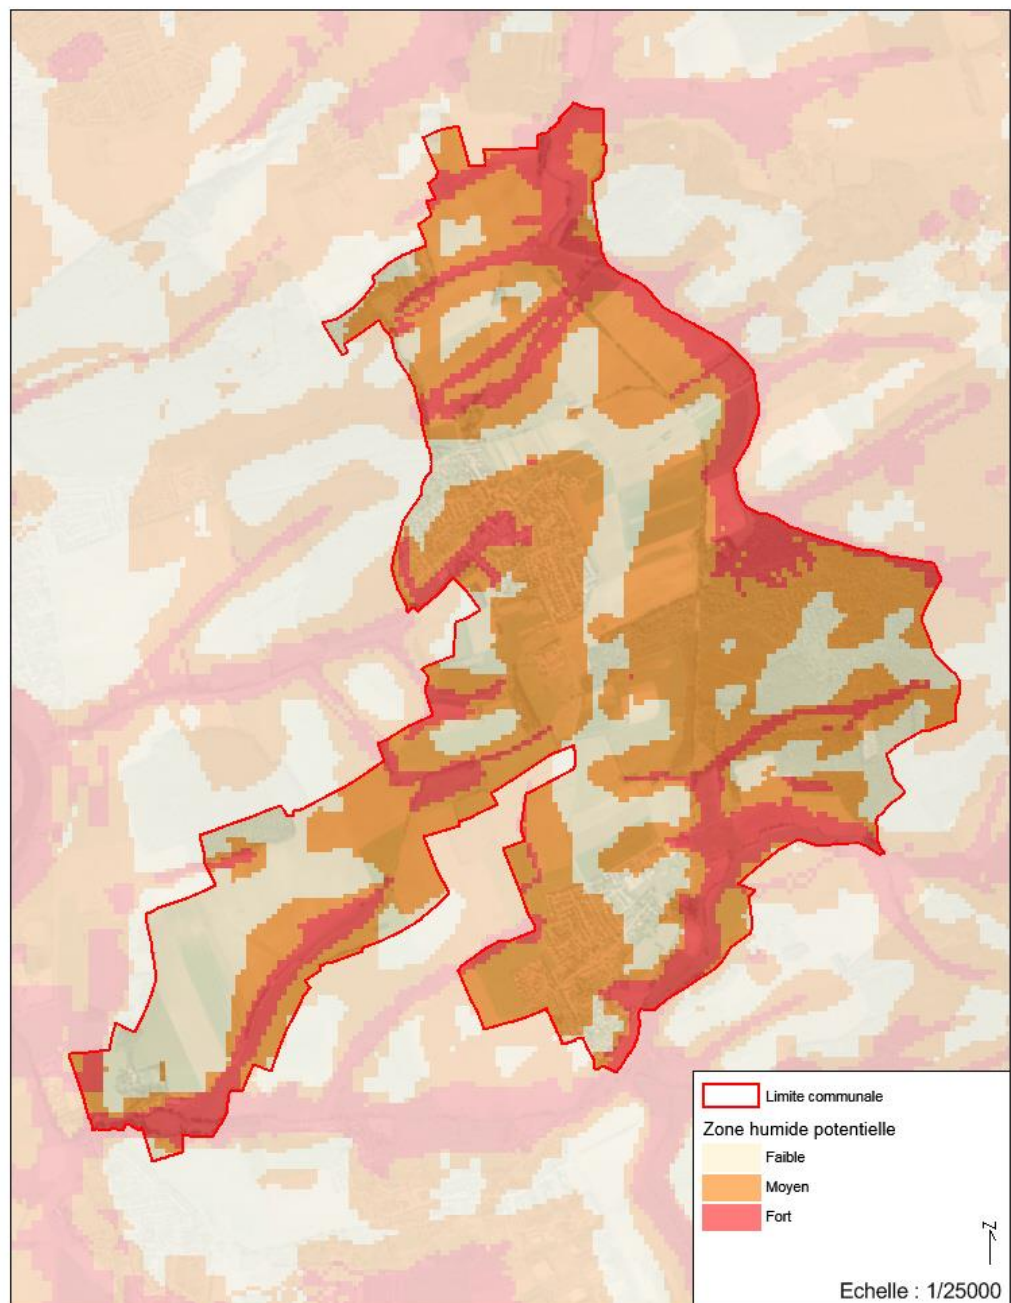 Limite communale
Zone humide potentielle
Faible
Moyen
Fort
N
Echelle : 1/25000